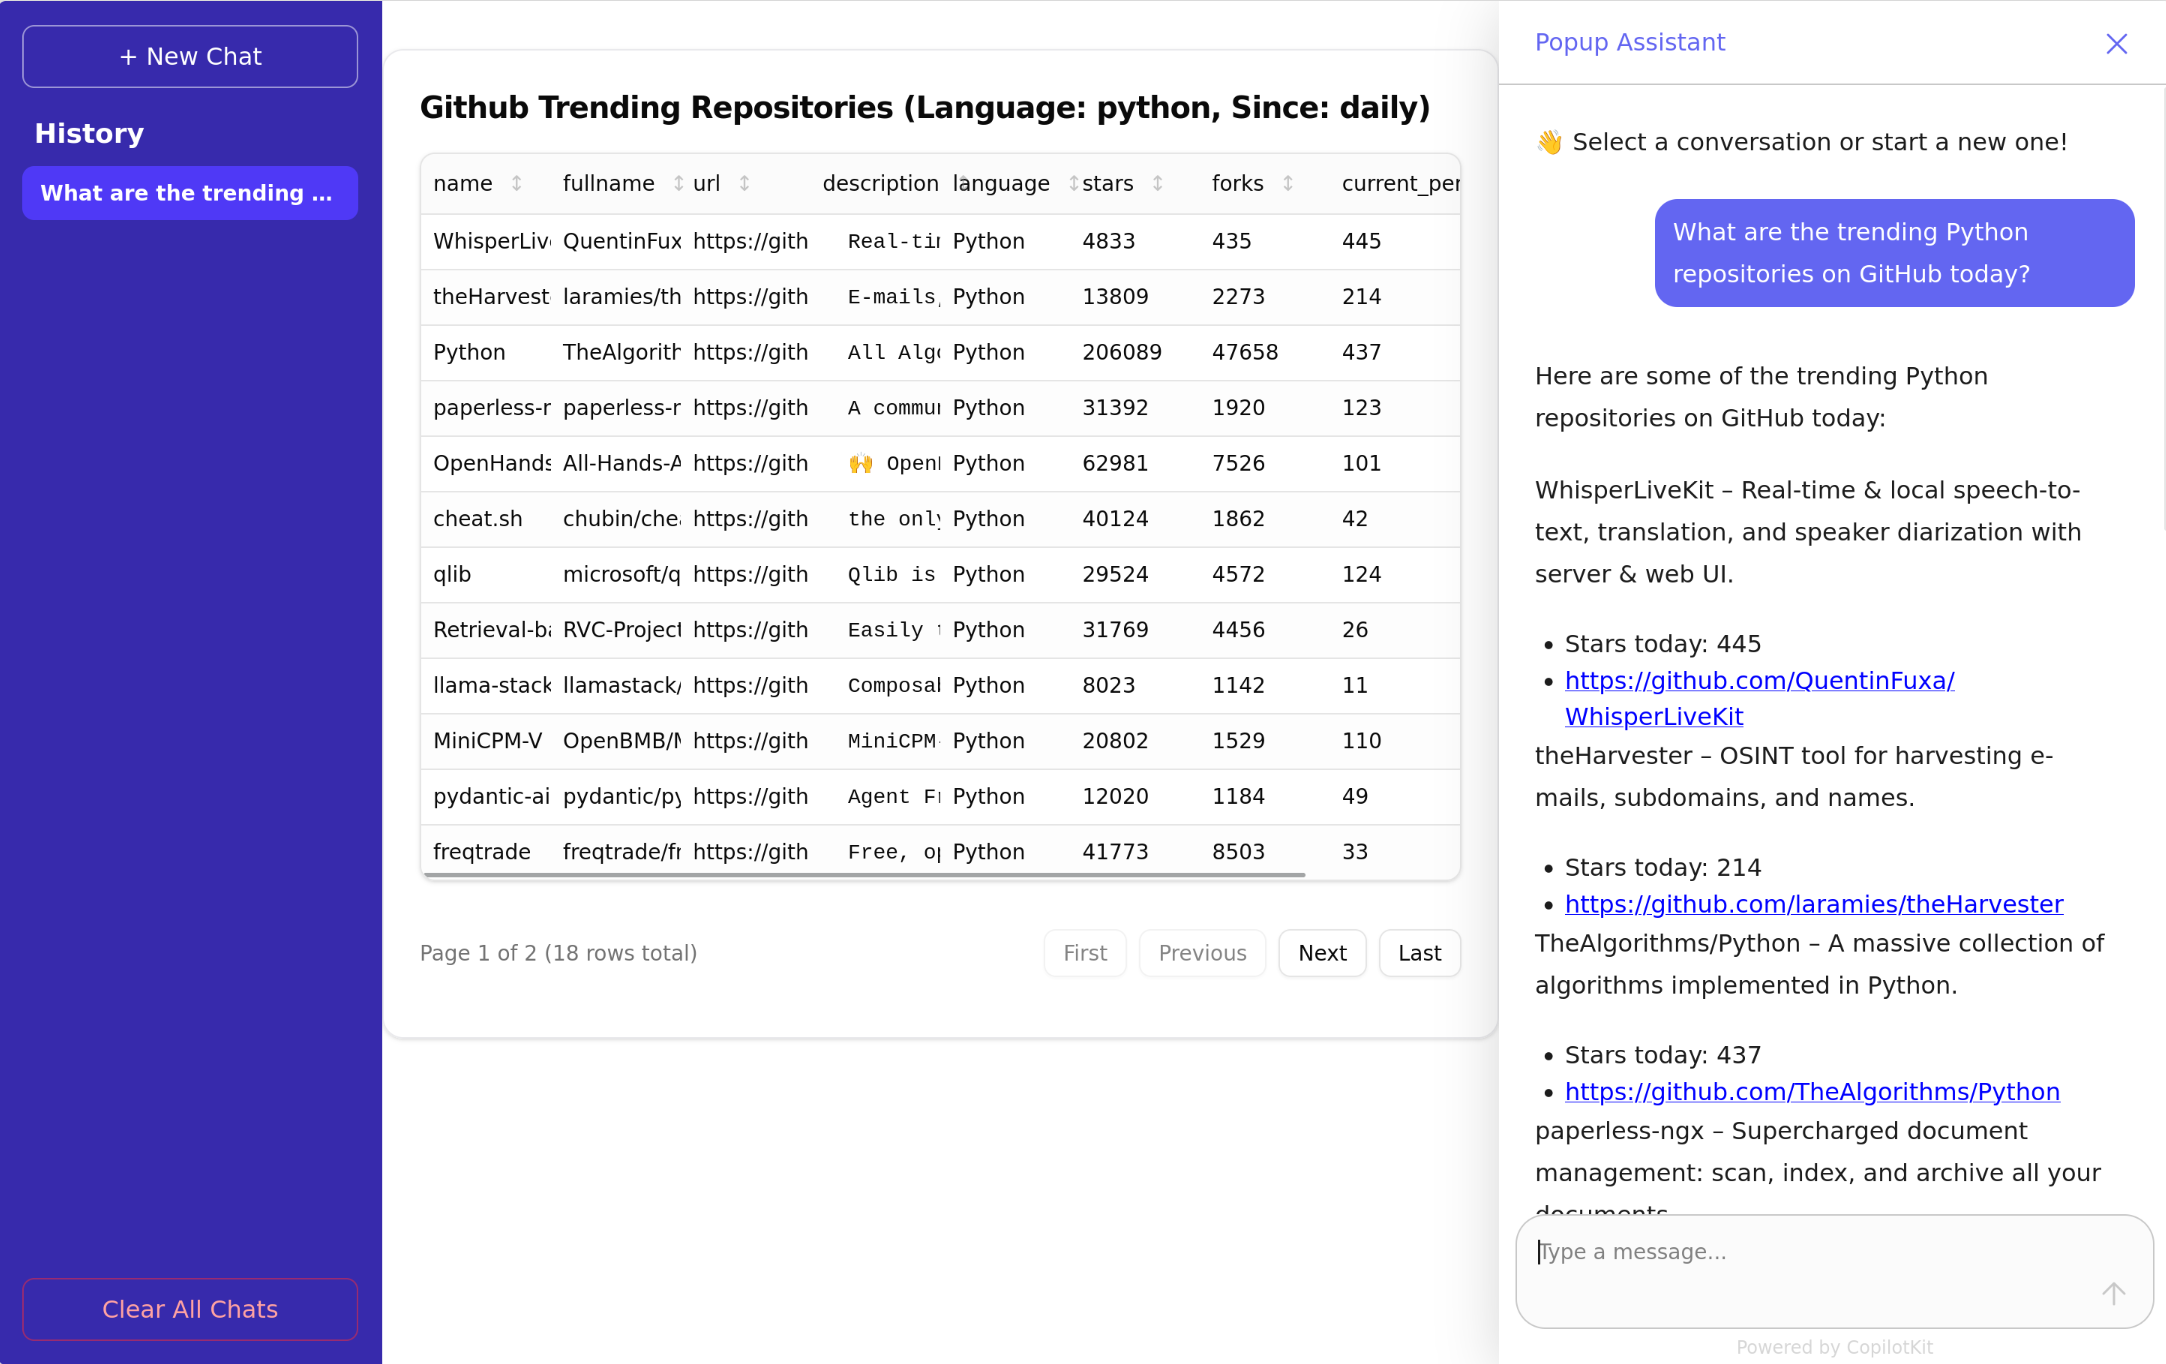 + New Chat
History
What are the trending ...
Clear All Chats
Github Trending Repositories (Language: python, Since: daily)
name fullname url description language stars forks current_per
WhisperLiv QuentinFux https://gith Real-tim Python 4833 435 445
theHarvest laramies/th https://gith E-mails, Python 13809 2273 214
Python TheAlgorith https://gith All Algo Python 206089 47658 437
paperless-r paperless-r https://gith A commun Python 31392 1920 123
OpenHands All-Hands-A https://gith 🙌 OpenH Python 62981 7526 101
cheat.sh chubin/chea https://gith the only Python 40124 1862 42
qlib microsoft/q https://gith Qlib is Python 29524 4572 124
Retrieval-ba RVC-Project https://gith Easily Python 31769 4456 26
llama-stack llamastack/ https://gith Composab Python 8023 1142 11
MiniCPM-V OpenBMB/M https://gith MiniCPM- Python 20802 1529 110
pydantic-ai pydantic/py https://gith Agent Fr Python 12020 1184 49
freqtrade freqtrade/fr https://gith Free, op Python 41773 8503 33
Page 1 of 2 (18 rows total)
First Previous Next Last
Popup Assistant
👋 Select a conversation or start a new one!
What are the trending Python
repositories on GitHub today?
Here are some of the trending Python
repositories on GitHub today:
WhisperLiveKit – Real-time & local speech-to-
text, translation, and speaker diarization with
server & web UI.
• Stars today: 445
• https://github.com/QuentinFuxa/
WhisperLiveKit
theHarvester – OSINT tool for harvesting e-
mails, subdomains, and names.
• Stars today: 214
• https://github.com/laramies/theHarvester
TheAlgorithms/Python – A massive collection of
algorithms implemented in Python.
• Stars today: 437
• https://github.com/TheAlgorithms/Python
paperless-ngx – Supercharged document
management: scan, index, and archive all your
documents
Type a message...
Powered by CopilotKit